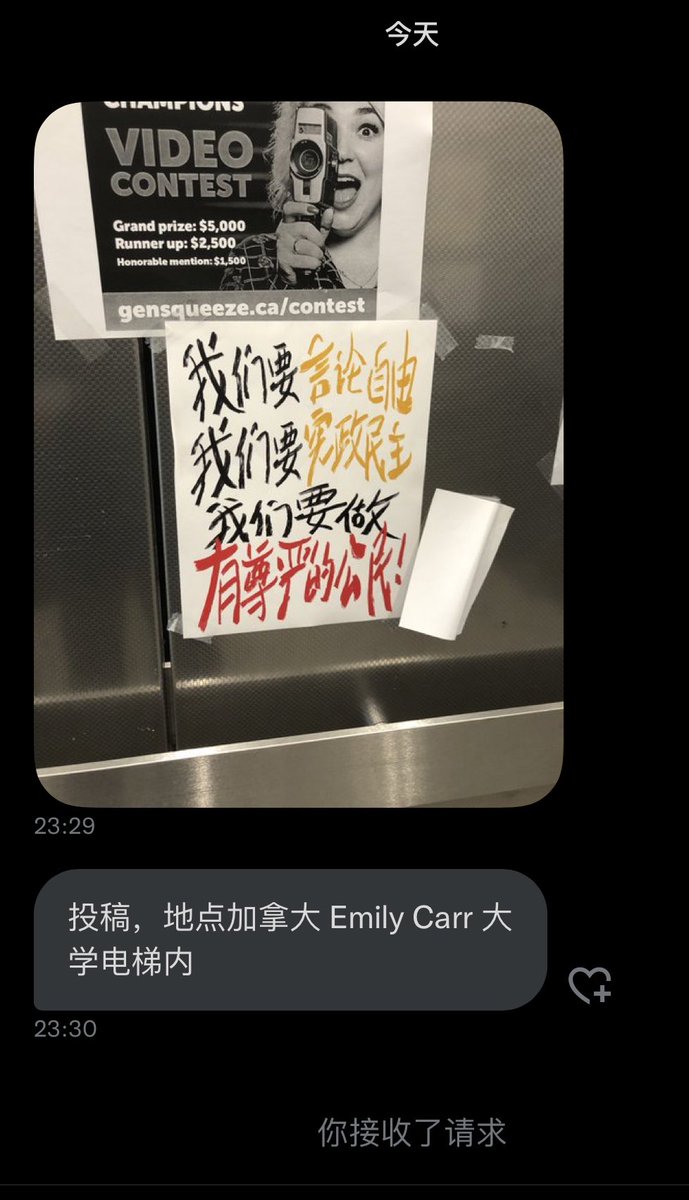 今天
CHAMPIONS
VIDEO
CONTEST
Grand prize: $5,000
Runner up: $2,500
Honorable mention: $1,500
gensqueeze.ca/contest
我们要言论自由
我们要宪政民主
我们要做
有尊严的公民!
23:29
投稿，地点加拿大 Emily Carr 大
学电梯内
23:30
你接收了请求